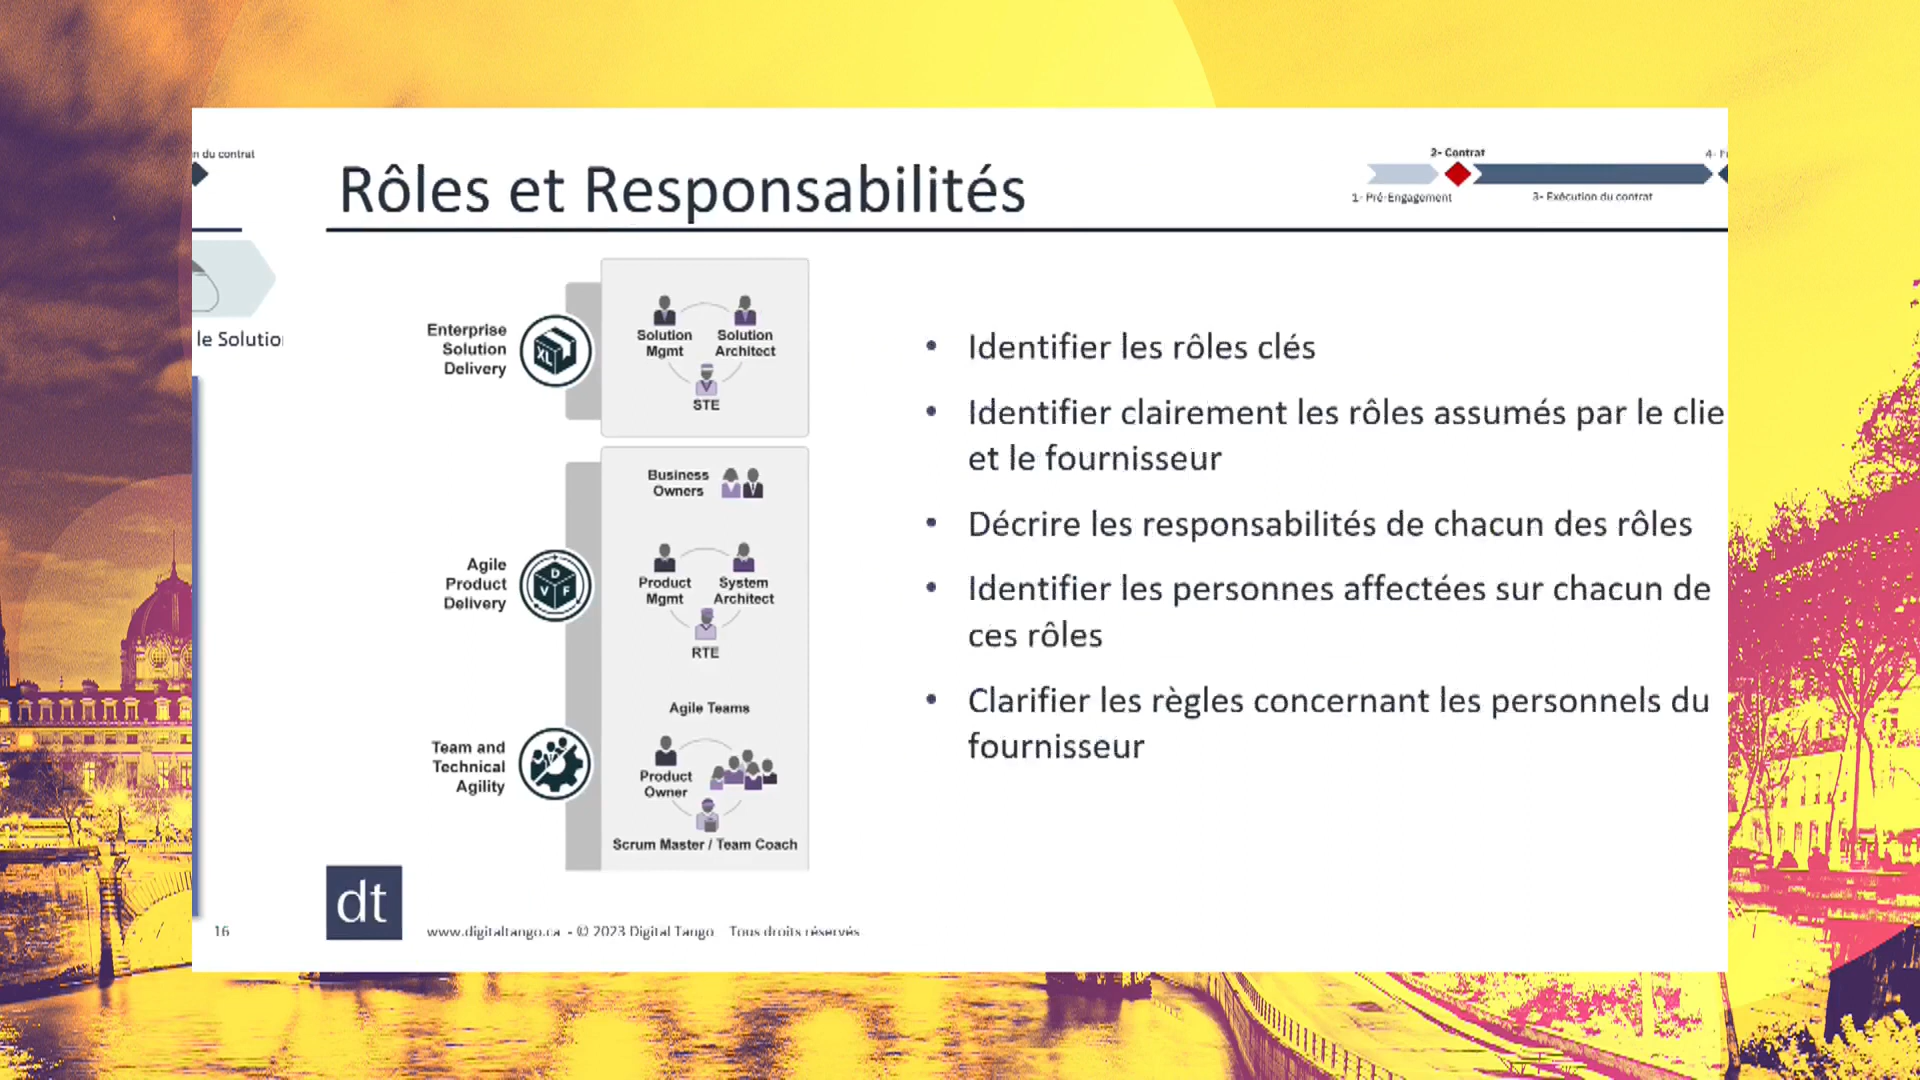 n du contrat
Rôles et Responsabilités
2- Contrat
1- Pré-Engagement
3- Exécution du contrat
le Solutio
Enterprise
Solution
Delivery
XL
Solution
Mgmt
Solution
Architect
STE
Business
Owners
Agile
Product
Delivery
D
V F
Product
Mgmt
System
Architect
RTE
Team and
Technical
Agility
Agile Teams
Product
Owner
Scrum Master / Team Coach
• Identifier les rôles clés
• Identifier clairement les rôles assumés par le clie
et le fournisseur
• Décrire les responsabilités de chacun des rôles
• Identifier les personnes affectées sur chacun de
ces rôles
• Clarifier les règles concernant les personnels du
fournisseur
dt
16
www.digitaltango.ca - © 2023 Digital Tango Tous droits réservés